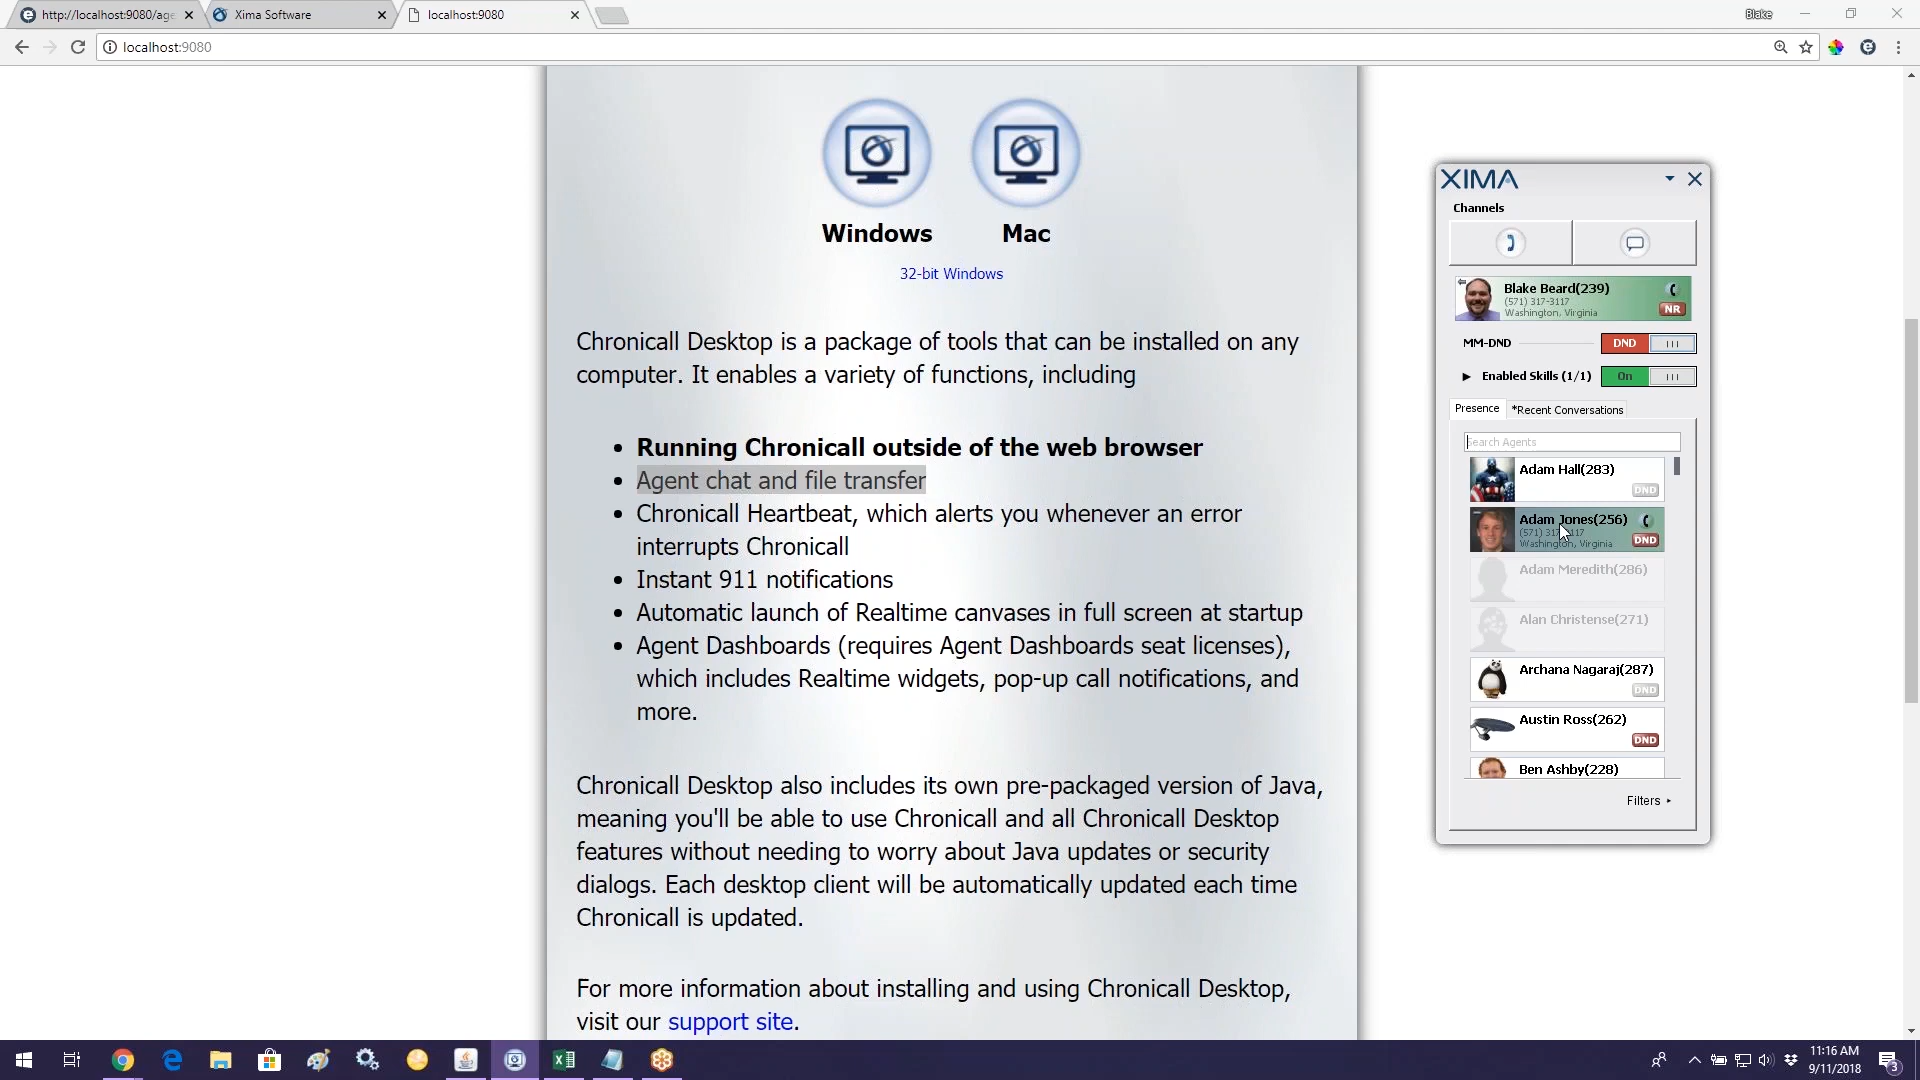 http://localhost:9080/age
Xima Software
localhost:9080
Blake
localhost:9080
Windows
Mac
32-bit Windows
Chronicall Desktop is a package of tools that can be installed on any
computer. It enables a variety of functions, including
Running Chronicall outside of the web browser
Agent chat and file transfer
Chronicall Heartbeat, which alerts you whenever an error
interrupts Chronicall
Instant 911 notifications
Automatic launch of Realtime canvases in full screen at startup
Agent Dashboards (requires Agent Dashboards seat licenses),
which includes Realtime widgets, pop-up call notifications, and
more.
Chronicall Desktop also includes its own pre-packaged version of Java,
meaning you'll be able to use Chronicall and all Chronicall Desktop
features without needing to worry about Java updates or security
dialogs. Each desktop client will be automatically updated each time
Chronicall is updated.
For more information about installing and using Chronicall Desktop,
visit our support site.
XIMA
Channels
Blake Beard(239)
(571) 317-3117
Washington, Virginia
NR
MM-DND
DND
Enabled Skills (1/1)
On
Presence
*Recent Conversations
Search Agents
Adam Hall(283)
DND
Adam Jones(256)
(571) 317-3117
Washington, Virginia
DND
Adam Meredith(286)
Alan Christense(271)
Archana Nagaraj(287)
DND
Austin Ross(262)
DND
Ben Ashby(228)
Filters
11:16 AM
9/11/2018
3